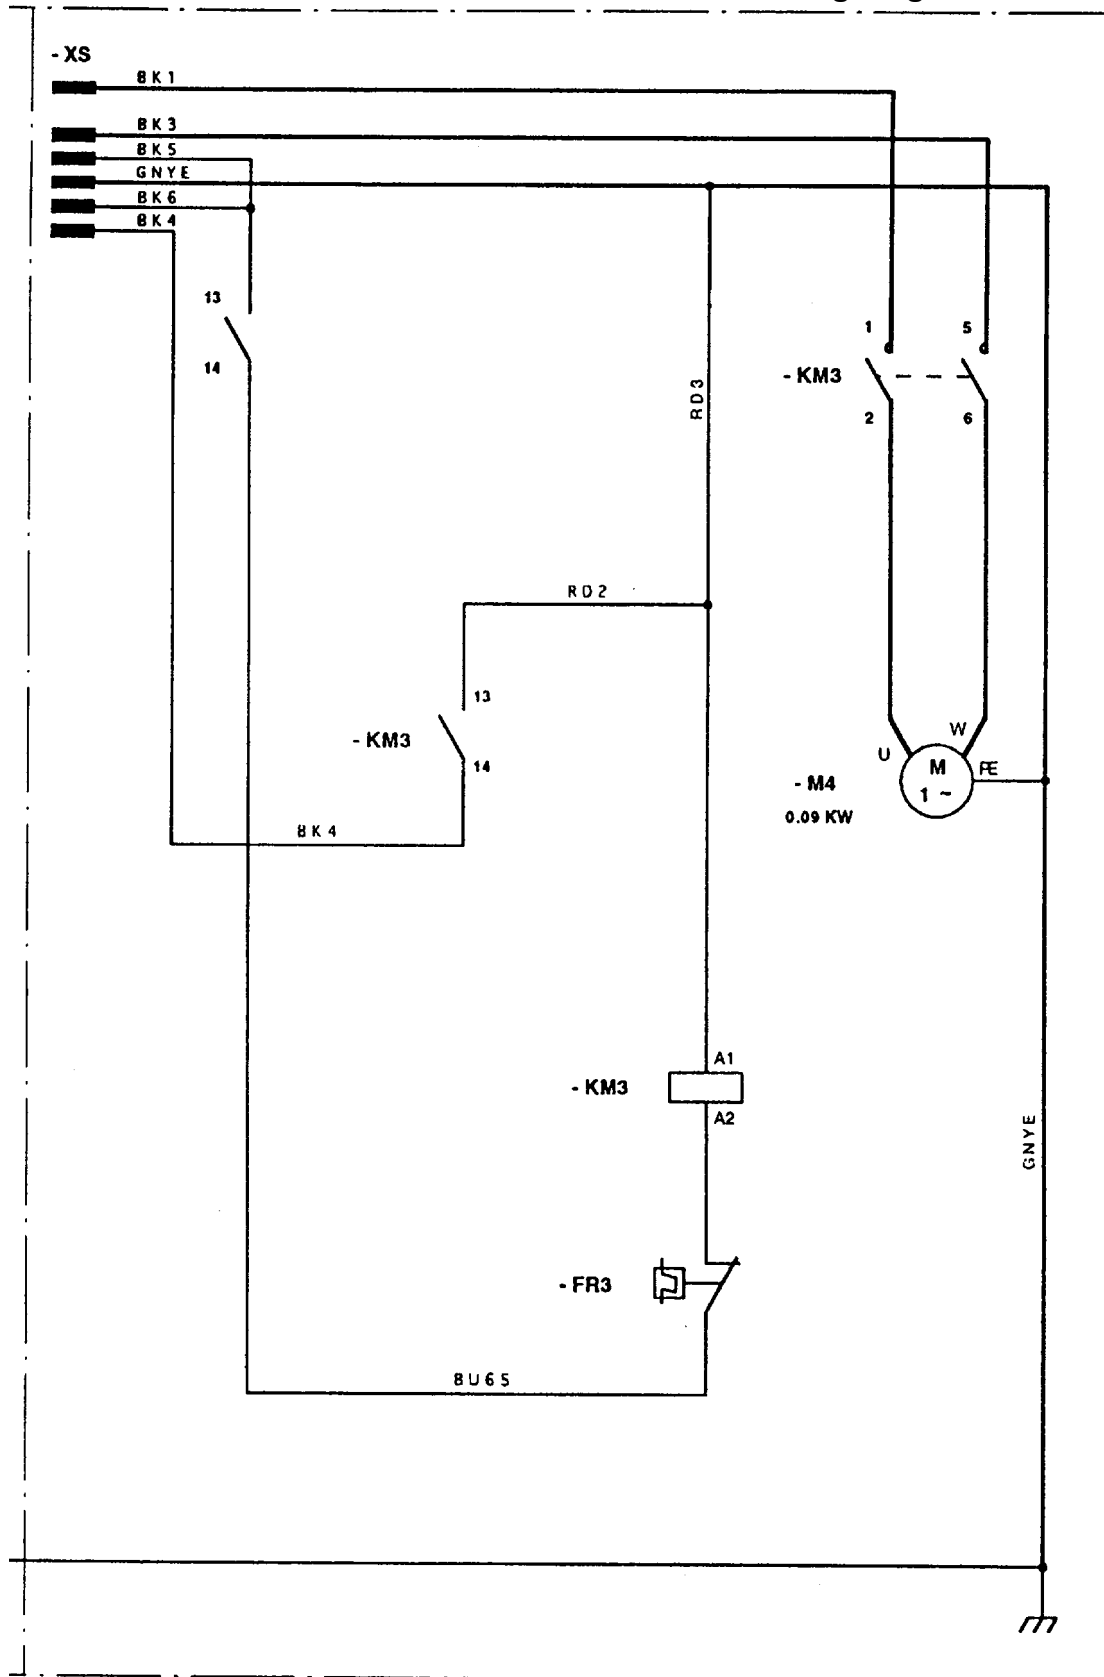 - XS
BK1
BK3
BK5
GNYE
BK6
BK4
13
14
1
5
- KM3
2
6
RD3
RD2
13
- KM3
14
BK4
U
W
M
1 ~
PE
- M4
0.09 KW
A1
- KM3
A2
GNYE
- FR3
BU65